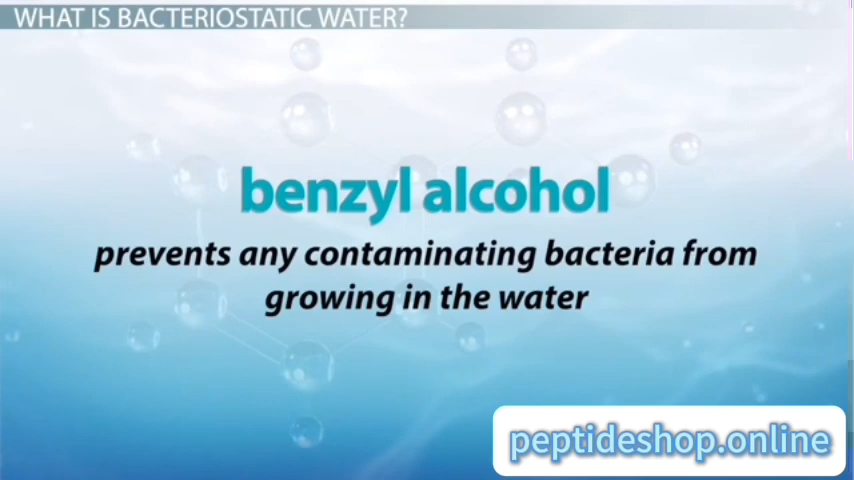 WHAT IS BACTERIOSTATIC WATER?
benzyl alcohol
prevents any contaminating bacteria from
growing in the water
peptideshop.online